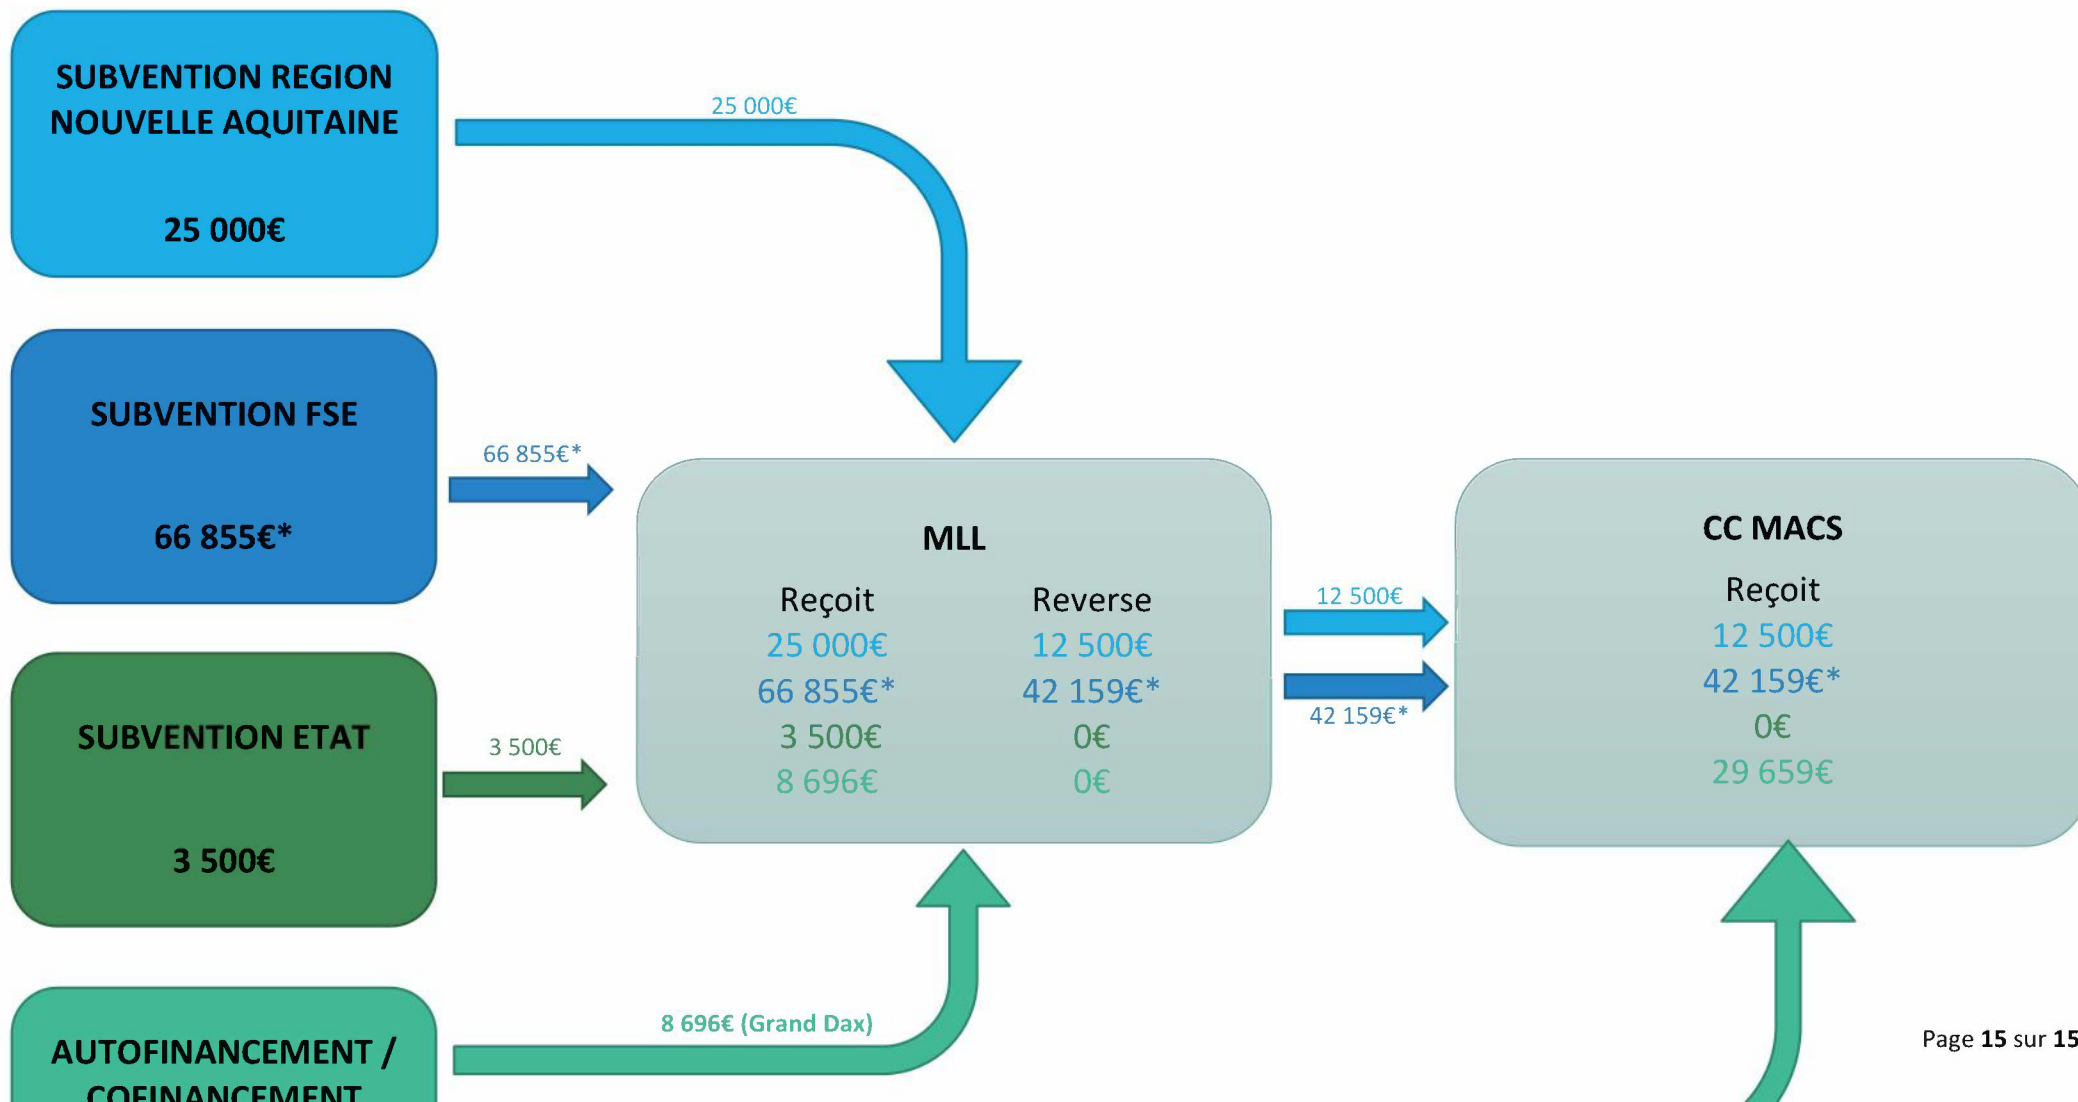 SUBVENTION REGION
NOUVELLE AQUITAINE
25 000€
25 000€
SUBVENTION FSE
66 855€*
66 855€*
SUBVENTION ETAT
3 500€
3 500€
MLL
Reçoit Reverse
25 000€ 12 500€
66 855€* 42 159€*
3 500€ 0€
8 696€ 0€
12 500€
42 159€*
CC MACS
Reçoit
12 500€
42 159€*
0€
29 659€
AUTOFINANCEMENT /
COFINANCEMENT
8 696€ (Grand Dax)
Page 15 sur 15